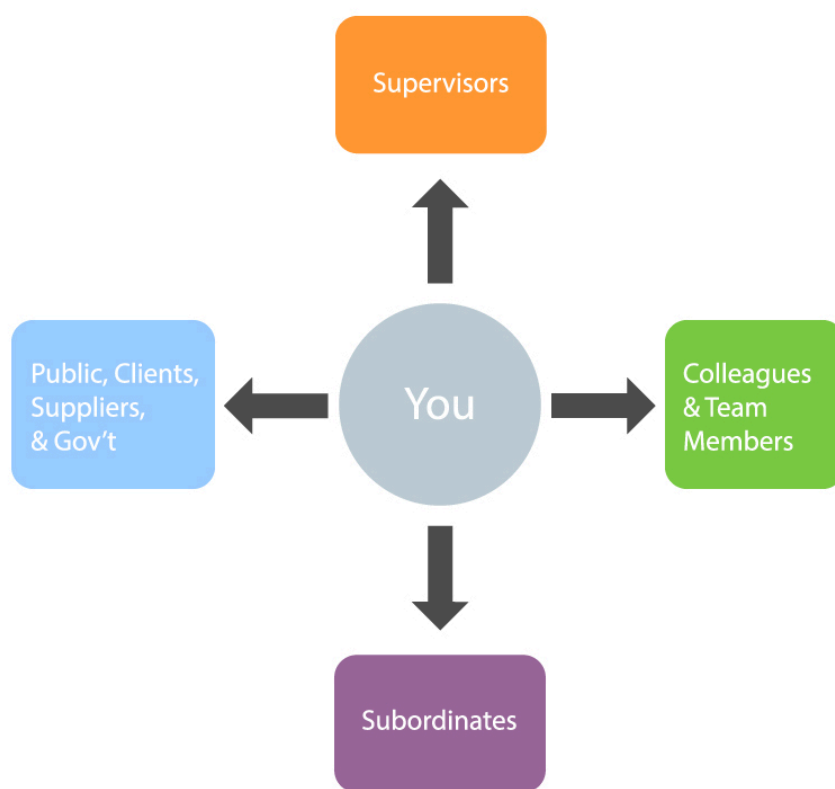 Supervisors
Public, Clients,
Suppliers,
& Gov't
You
Colleagues
& Team
Members
Subordinates